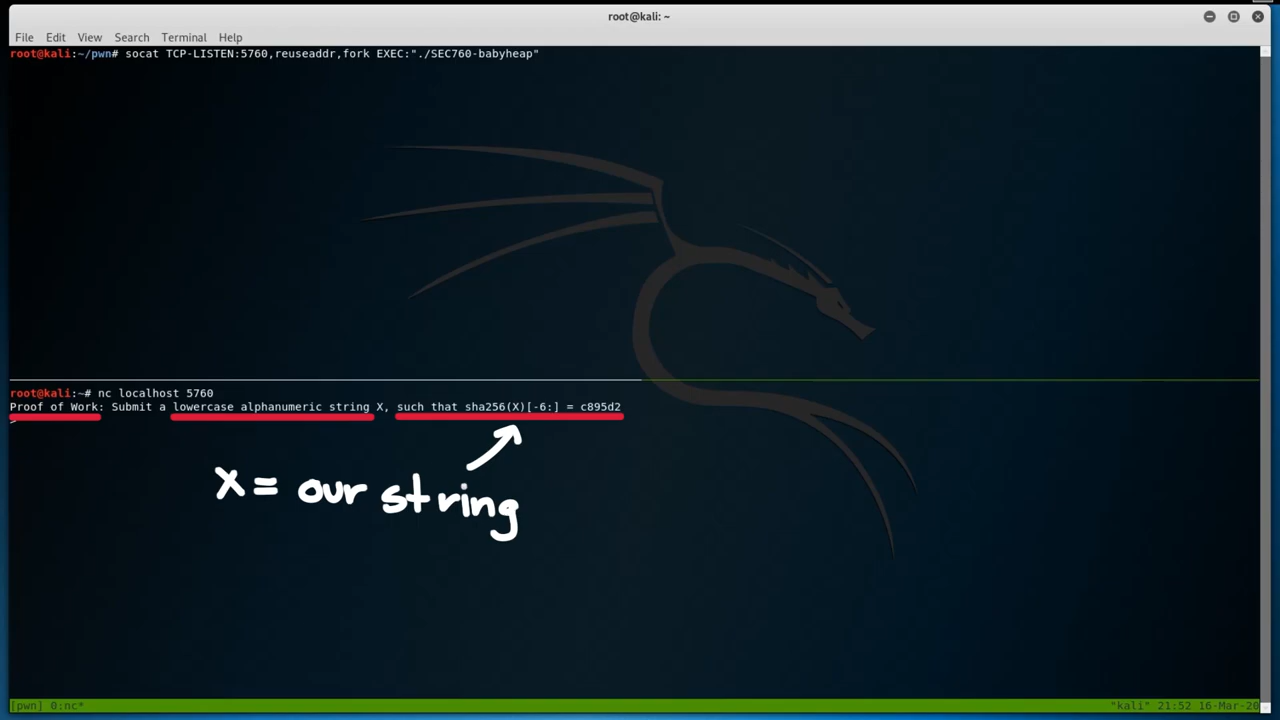 root@kali: ~
File Edit View Search Terminal Help
root@kali:~/pwn# socat TCP-LISTEN:5760,reuseaddr,fork EXEC:"./SEC760-babyheap"
root@kali:~# nc localhost 5760
Proof of Work: Submit a lowercase alphanumeric string X, such that sha256(X)[-6:] = c895d2
>
X = our string
[pwn] 0:nc* "kali" 21:52 16-Mar-20